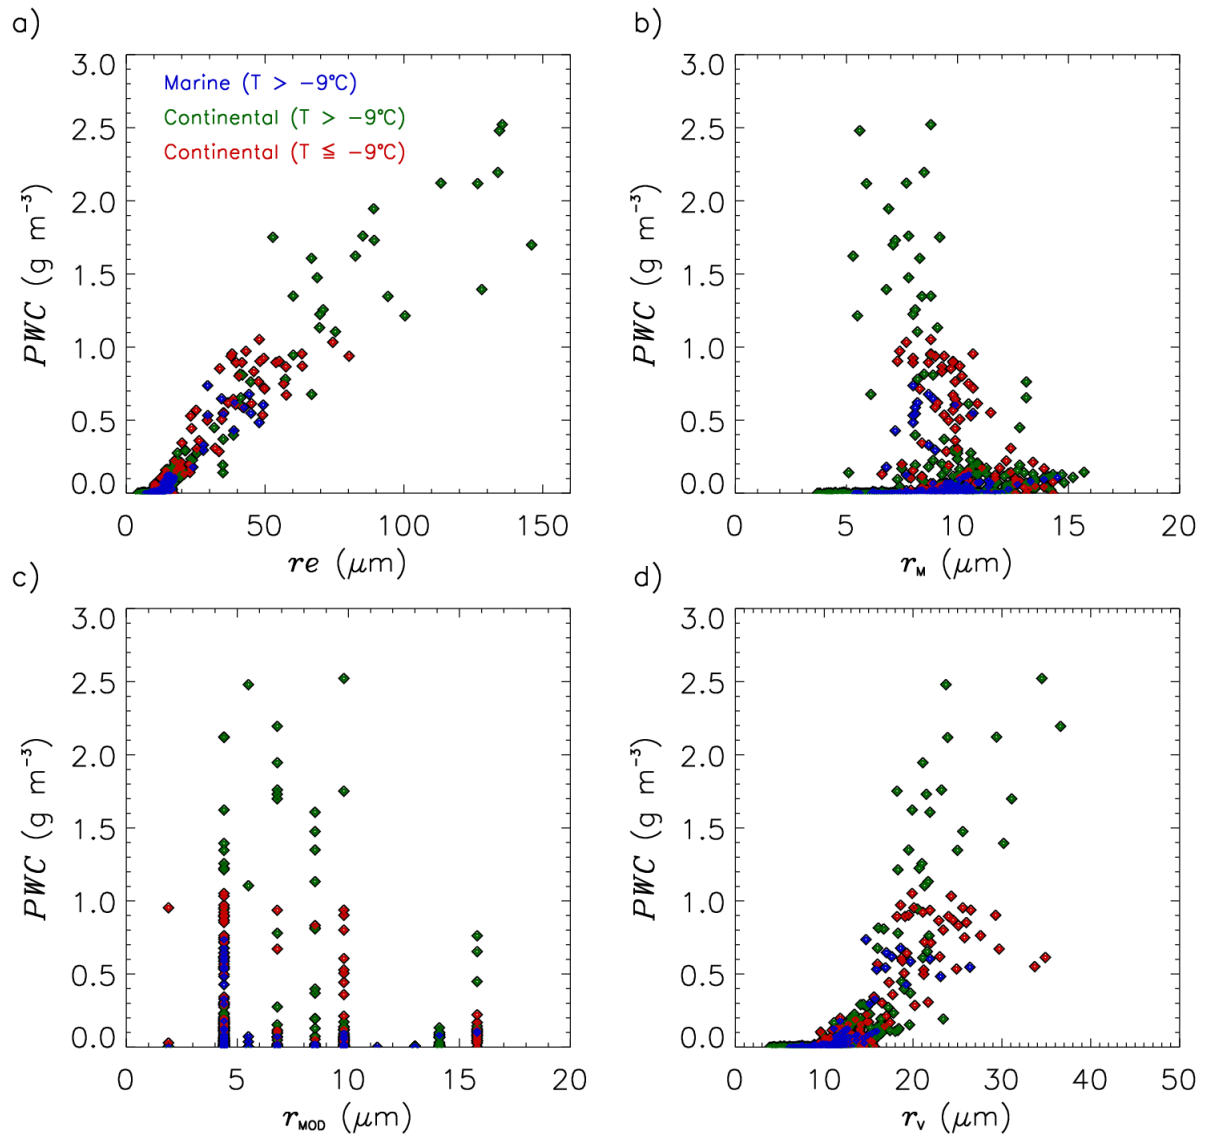 a)
3.0
2.5
2.0
1.5
1.0
0.5
0.0
PWC (g m⁻³)
Marine (T > −9°C)
Continental (T > −9°C)
Continental (T ≦ −9°C)
0 50 100 150
re (μm)
b)
3.0
2.5
2.0
1.5
1.0
0.5
0.0
PWC (g m⁻³)
0 5 10 15 20
r_M (μm)
c)
3.0
2.5
2.0
1.5
1.0
0.5
0.0
PWC (g m⁻³)
0 5 10 15 20
r_MOD (μm)
d)
3.0
2.5
2.0
1.5
1.0
0.5
0.0
PWC (g m⁻³)
0 10 20 30 40 50
r_V (μm)